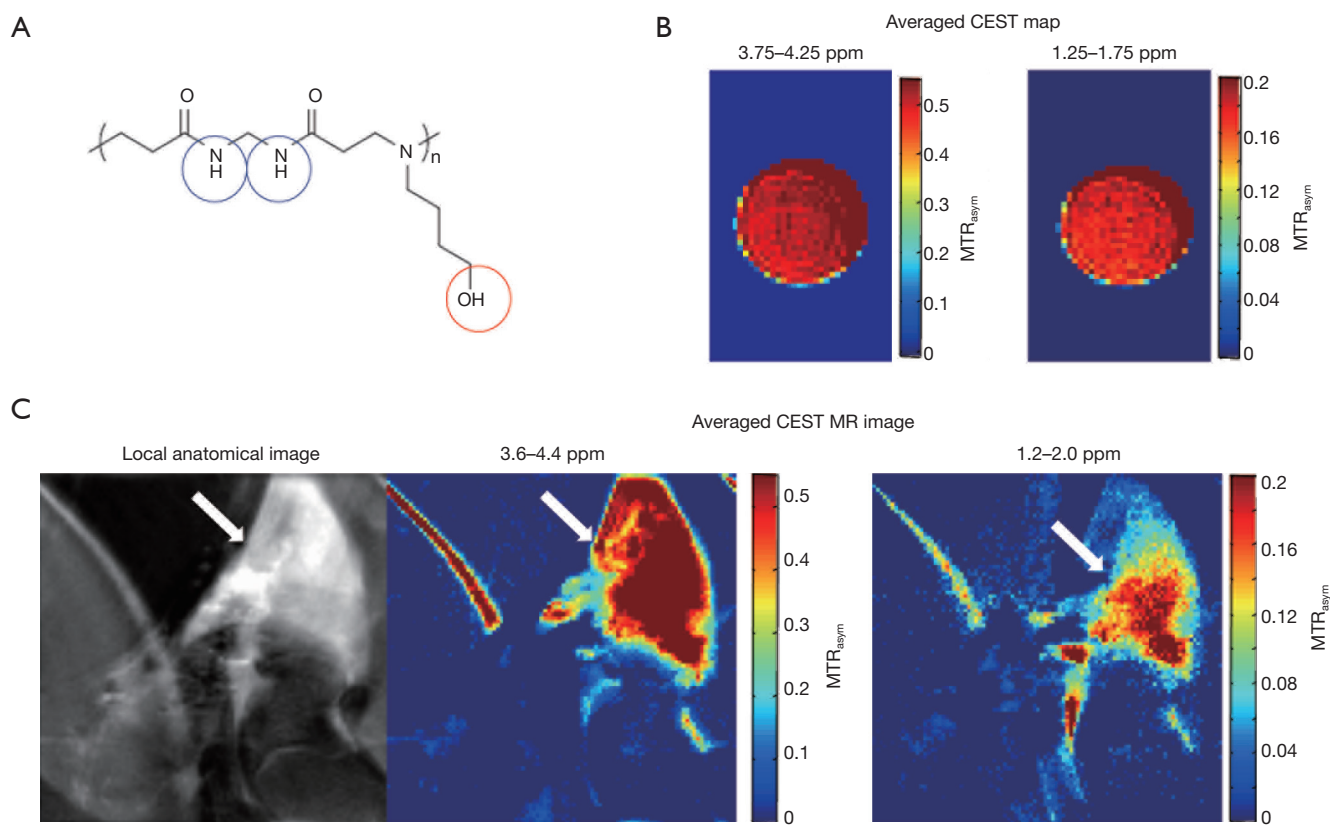 A
O
O
N
H
N
H
N
n
OH
B
Averaged CEST map
3.75–4.25 ppm
1.25–1.75 ppm
0.5
0.4
0.3
0.2
0.1
0
MTRasym
0.2
0.16
0.12
0.08
0.04
0
MTRasym
C
Averaged CEST MR image
Local anatomical image
3.6–4.4 ppm
1.2–2.0 ppm
0.5
0.4
0.3
0.2
0.1
0
MTRasym
0.2
0.16
0.12
0.08
0.04
0
MTRasym